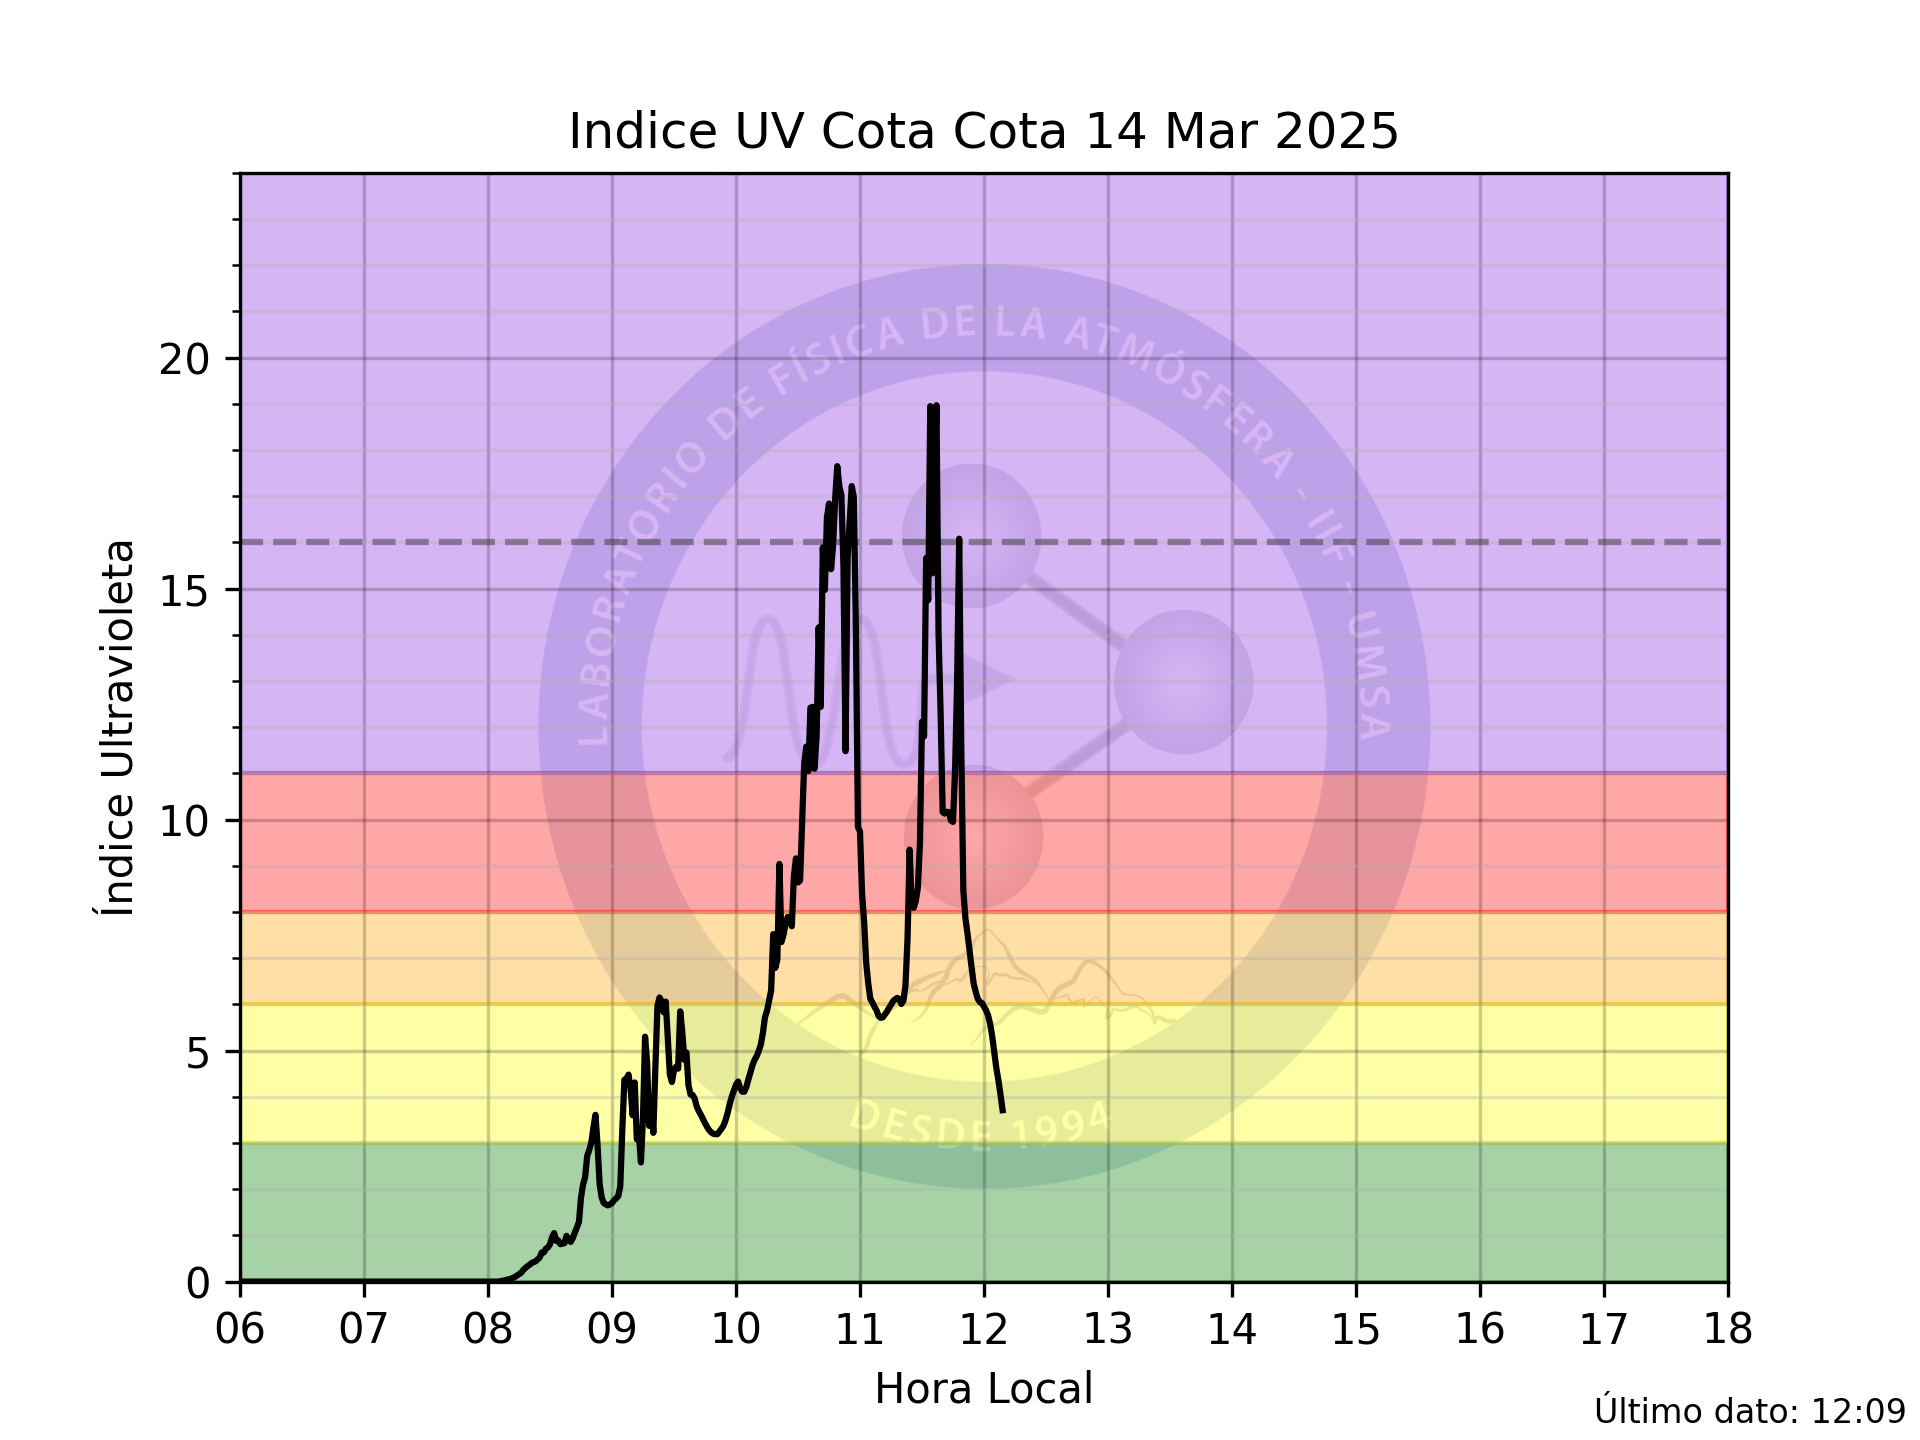 Indice UV Cota Cota 14 Mar 2025
Índice Ultravioleta
20
15
10
5
0
LABORATORIO DE FÍSICA DE LA ATMÓSFERA - IIF - UMSA
DESDE 1994
06 07 08 09 10 11 12 13 14 15 16 17 18
Hora Local
Último dato: 12:09